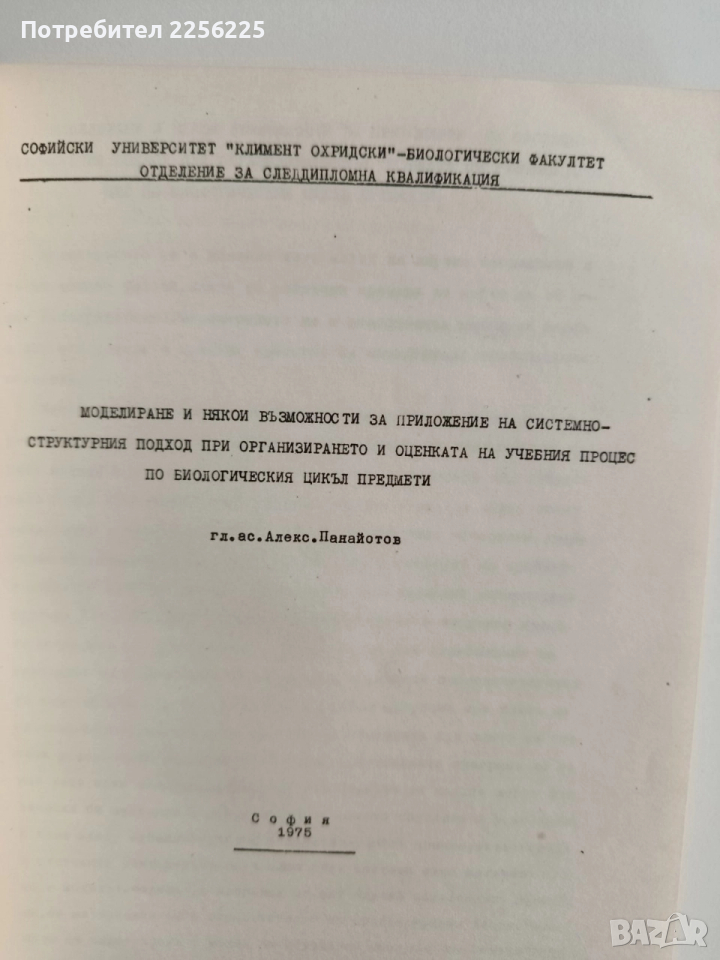 Потребител 2256225
СОФИЙСКИ УНИВЕРСИТЕТ "КЛИМЕНТ ОХРИДСКИ"-БИОЛОГИЧЕСКИ ФАКУЛТЕТ
ОТДЕЛЕНИЕ ЗА СЛЕДДИПЛОМНА КВАЛИФИКАЦИЯ
МОДЕЛИРАНЕ И НЯКОИ ВЪЗМОЖНОСТИ ЗА ПРИЛОЖЕНИЕ НА СИСТЕМНО-
СТРУКТУРНИЯ ПОДХОД ПРИ ОРГАНИЗИРАНЕТО И ОЦЕНКАТА НА УЧЕБНИЯ ПРОЦЕС
ПО БИОЛОГИЧЕСКИЯ ЦИКЪЛ ПРЕДМЕТИ
гл.ас.Алекс.Панайотов
София
1975
BAZAR